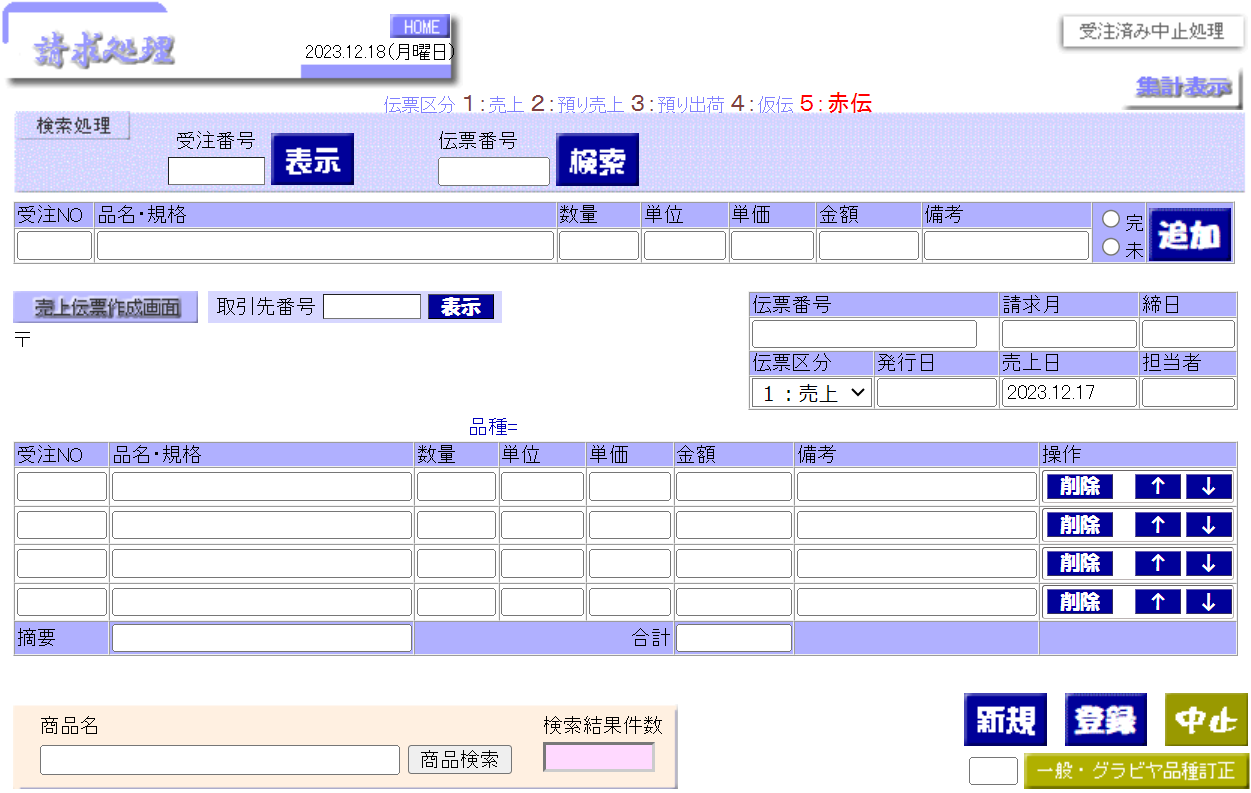 請求処理
HOME
2023.12.18(月曜日)
受注済み中止処理
集計表示
伝票区分 1:売上 2:預り売上 3:預り出荷 4:仮伝 5:赤伝
検索処理
受注番号 表示 伝票番号 検索
受注NO 品名・規格 数量 単位 単価 金額 備考 完 未 追加
売上伝票作成画面 取引先番号 表示
〒
伝票番号 請求月 締日
伝票区分 発行日 売上日 担当者
1:売上 2023.12.17
品種=
受注NO 品名・規格 数量 単位 単価 金額 備考 操作
削除 ↑ ↓
削除 ↑ ↓
削除 ↑ ↓
削除 ↑ ↓
摘要 合計
商品名 検索結果件数
商品検索
新規 登録 中止
一般・グラビヤ品種訂正